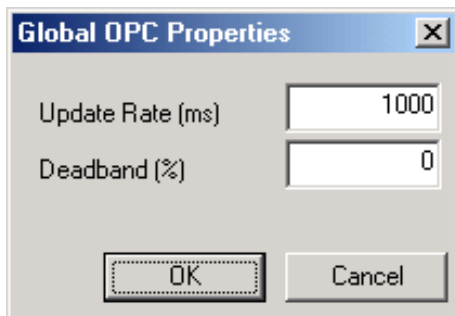 Global OPC Properties
Update Rate (ms) 1000
Deadband (%) 0
OK Cancel